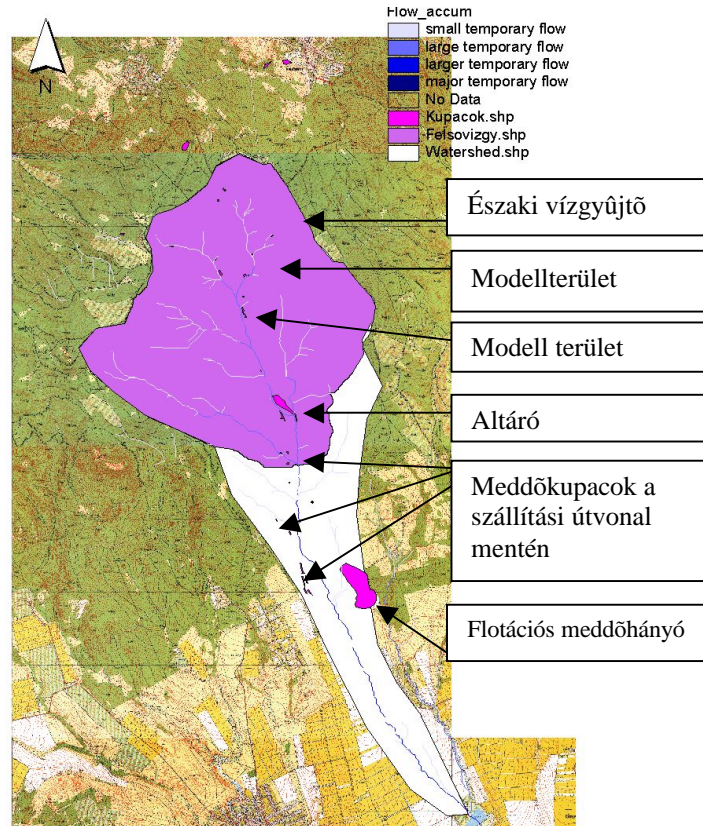 Flow_accum
small temporary flow
large temporary flow
larger temporary flow
major temporary flow
No Data
Kupacok.shp
Felsovizgy.shp
Watershed.shp
N
Északi vízgyûjtõ
Modellterület
Modell terület
Altáró
Meddõkupacok a
szállítási útvonal
mentén
Flotációs meddõhányó